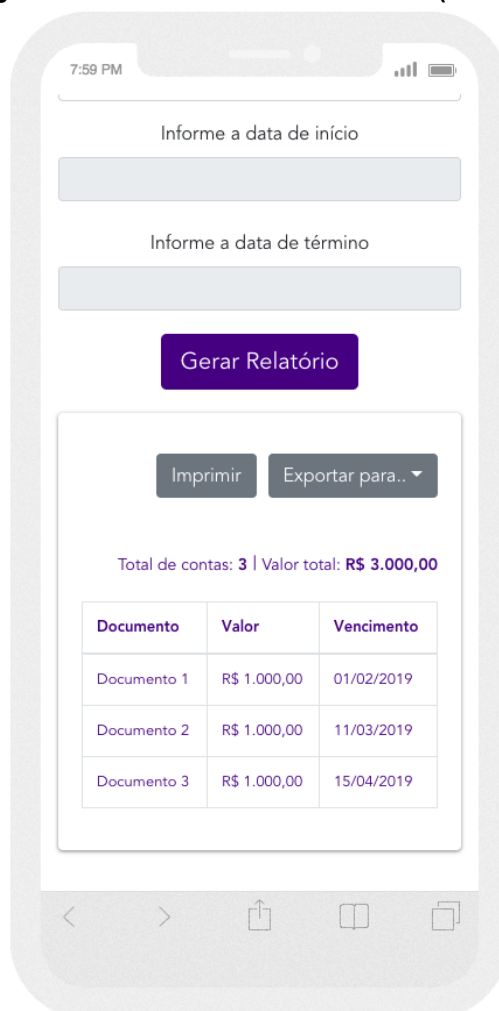 7:59 PM
Informe a data de início
Informe a data de término
Gerar Relatório
Imprimir Exportar para..
Total de contas: 3 | Valor total: R$ 3.000,00
Documento Valor Vencimento
Documento 1 R$ 1.000,00 01/02/2019
Documento 2 R$ 1.000,00 11/03/2019
Documento 3 R$ 1.000,00 15/04/2019